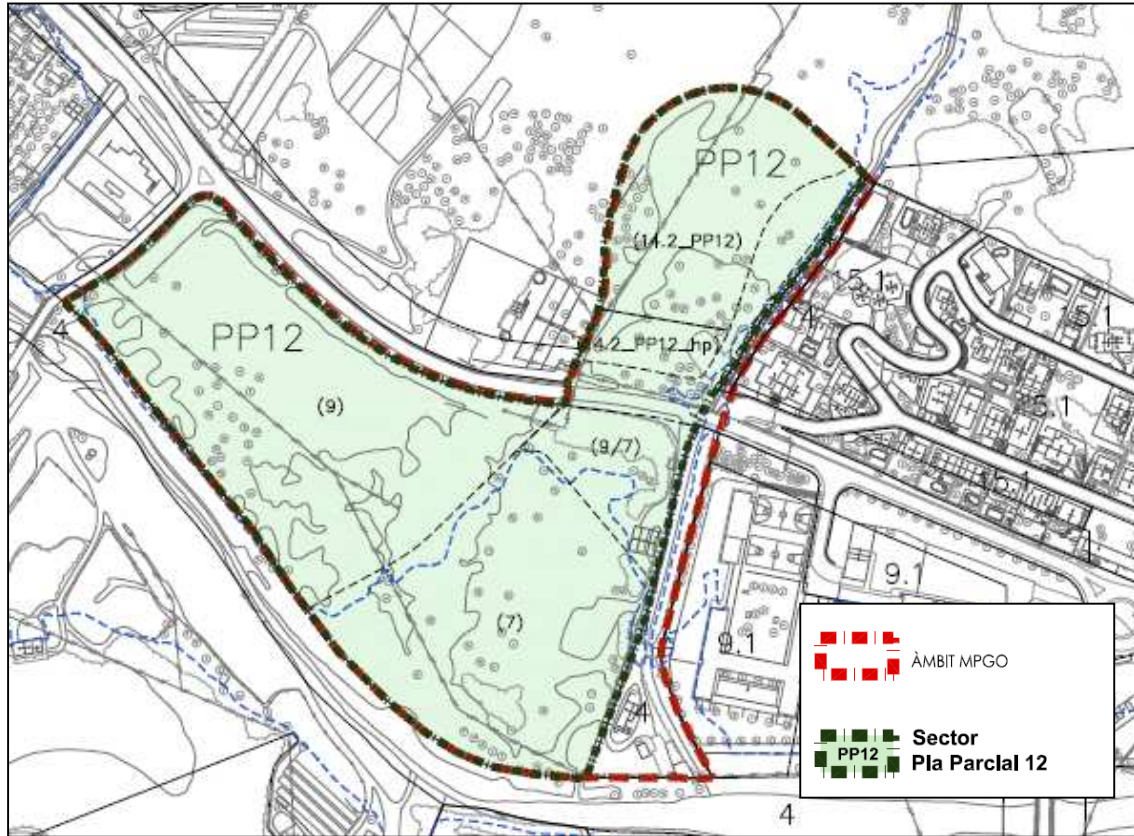 PP12
(14.2_PP12)
15.1
4
PP12
4.2_PP12_hp)
15.1
(9)
15.1
(9/7)
15.1
9.1
(7)
9.1
4
4
ÀMBIT MPGO
PP12
Sector
Pla Parcial 12